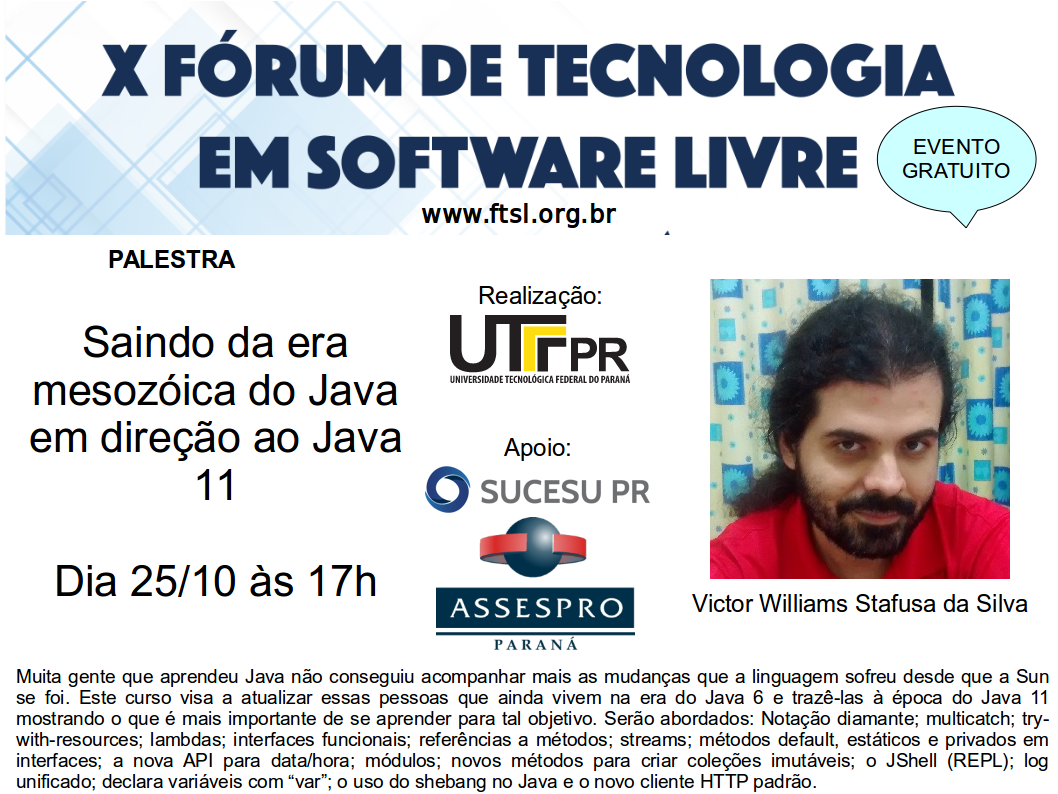 X FÓRUM DE TECNOLOGIA
EM SOFTWARE LIVRE
EVENTO
GRATUITO
www.ftsl.org.br
PALESTRA
Saindo da era
mesozóica do Java
em direção ao Java
11
Dia 25/10 às 17h
Realização:
UTFPR
UNIVERSIDADE TECNOLÓGICA FEDERAL DO PARANÁ
Apoio:
SUCESU PR
ASSESPRO
PARANÁ
Victor Williams Stafusa da Silva
Muita gente que aprendeu Java não conseguiu acompanhar mais as mudanças que a linguagem sofreu desde que a Sun
se foi. Este curso visa a atualizar essas pessoas que ainda vivem na era do Java 6 e trazê-las à época do Java 11
mostrando o que é mais importante de se aprender para tal objetivo. Serão abordados: Notação diamante; multicatch; try-
with-resources; lambdas; interfaces funcionais; referências a métodos; streams; métodos default, estáticos e privados em
interfaces; a nova API para data/hora; módulos; novos métodos para criar coleções imutáveis; o JShell (REPL); log
unificado; declara variáveis com “var”; o uso do shebang no Java e o novo cliente HTTP padrão.